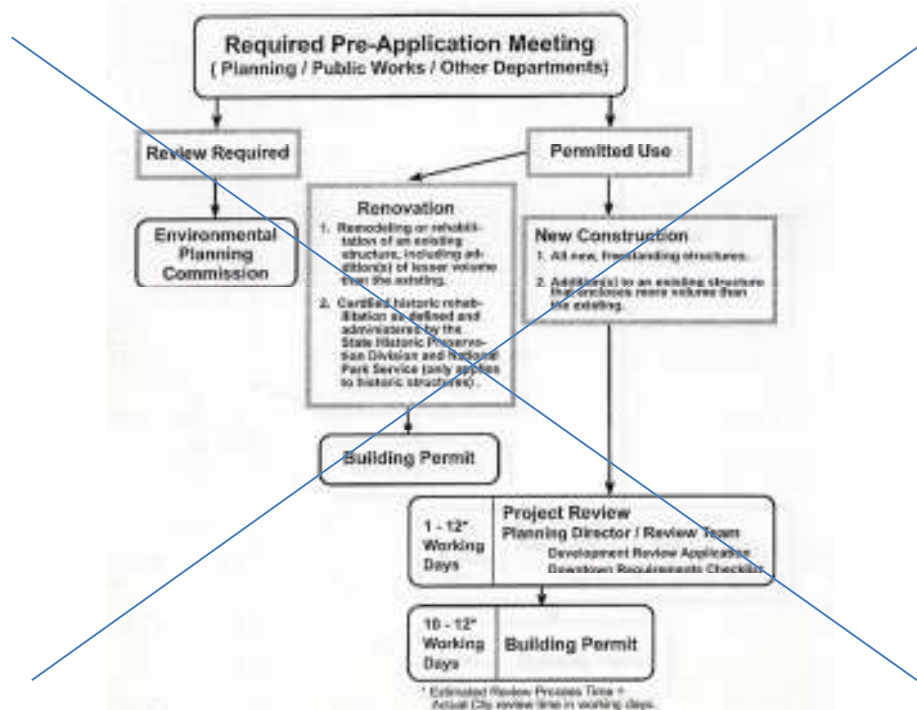 Required Pre-Application Meeting
( Planning / Public Works / Other Departments)
Review Required
Permitted Use
Environmental
Planning
Commission
Renovation
1. Remodeling or rehabili-
tation of an existing
structure, including ad-
dition(s) of lesser volume
than the existing.
2. Certified historic rehab-
ilitation as defined and
administered by the
State Historic Preserva-
tion Division and National
Park Service (only applies
to historic structures) .
New Construction
1. All new, freestanding structures.
2. Addition(s) to an existing structure
that encloses more volume than
the existing.
Building Permit
1 - 12*
Working
Days
Project Review
Planning Director / Review Team
Development Review Application
Downtown Requirements Checklist
10 - 12*
Working
Days
Building Permit
* Estimated Review Process Time =
Actual City review time in working days.